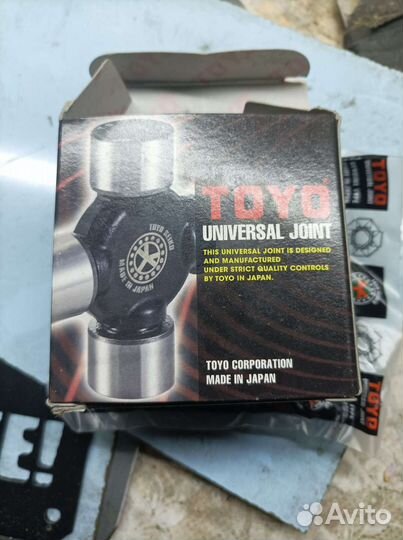 TOYO
UNIVERSAL JOINT
THIS UNIVERSAL JOINT IS DESIGNED
AND MANUFACTURED
UNDER STRICT QUALITY CONTROLS
BY TOYO IN JAPAN.
TOYO SEIKO
MADE IN JAPAN
TOYO CORPORATION
MADE IN JAPAN
TOYO
TOYO
Avito